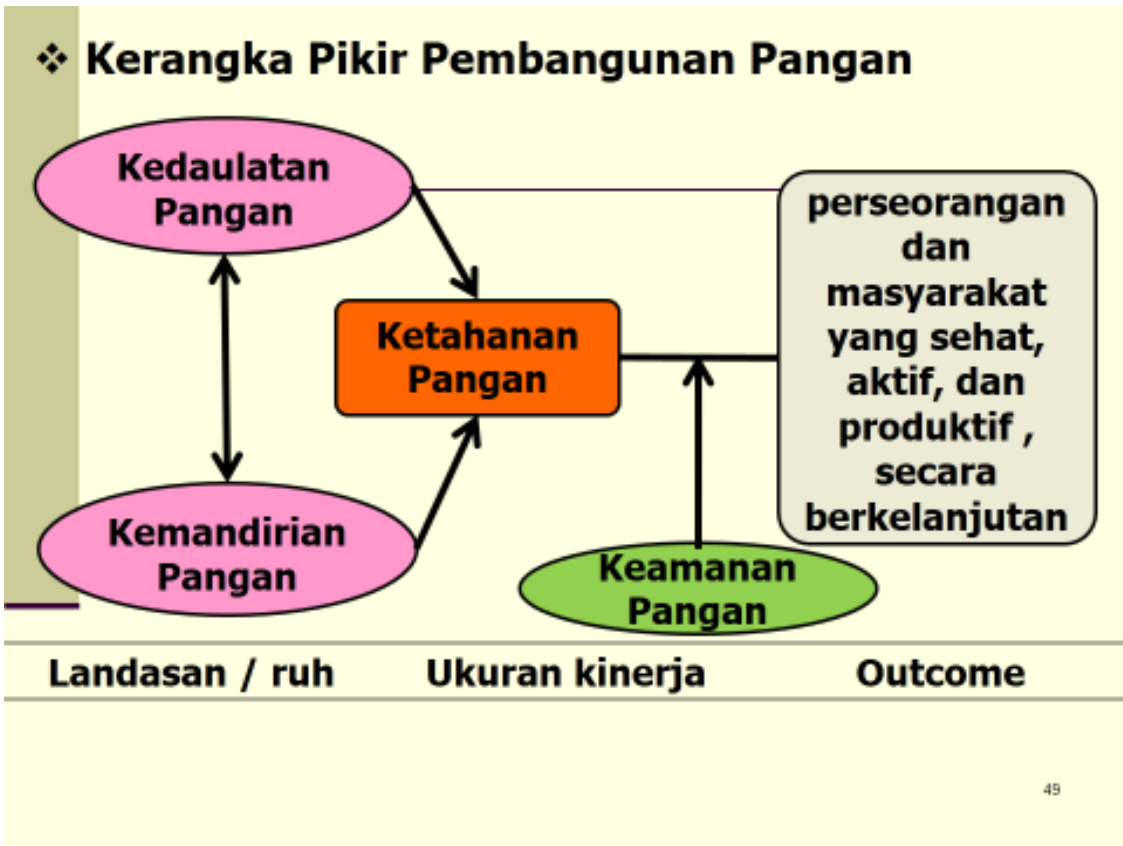 ❖ Kerangka Pikir Pembangunan Pangan
Kedaulatan
Pangan
Ketahanan
Pangan
Kemandirian
Pangan
Keamanan
Pangan
perseorangan
dan
masyarakat
yang sehat,
aktif, dan
produktif ,
secara
berkelanjutan
Landasan / ruh
Ukuran kinerja
Outcome
49